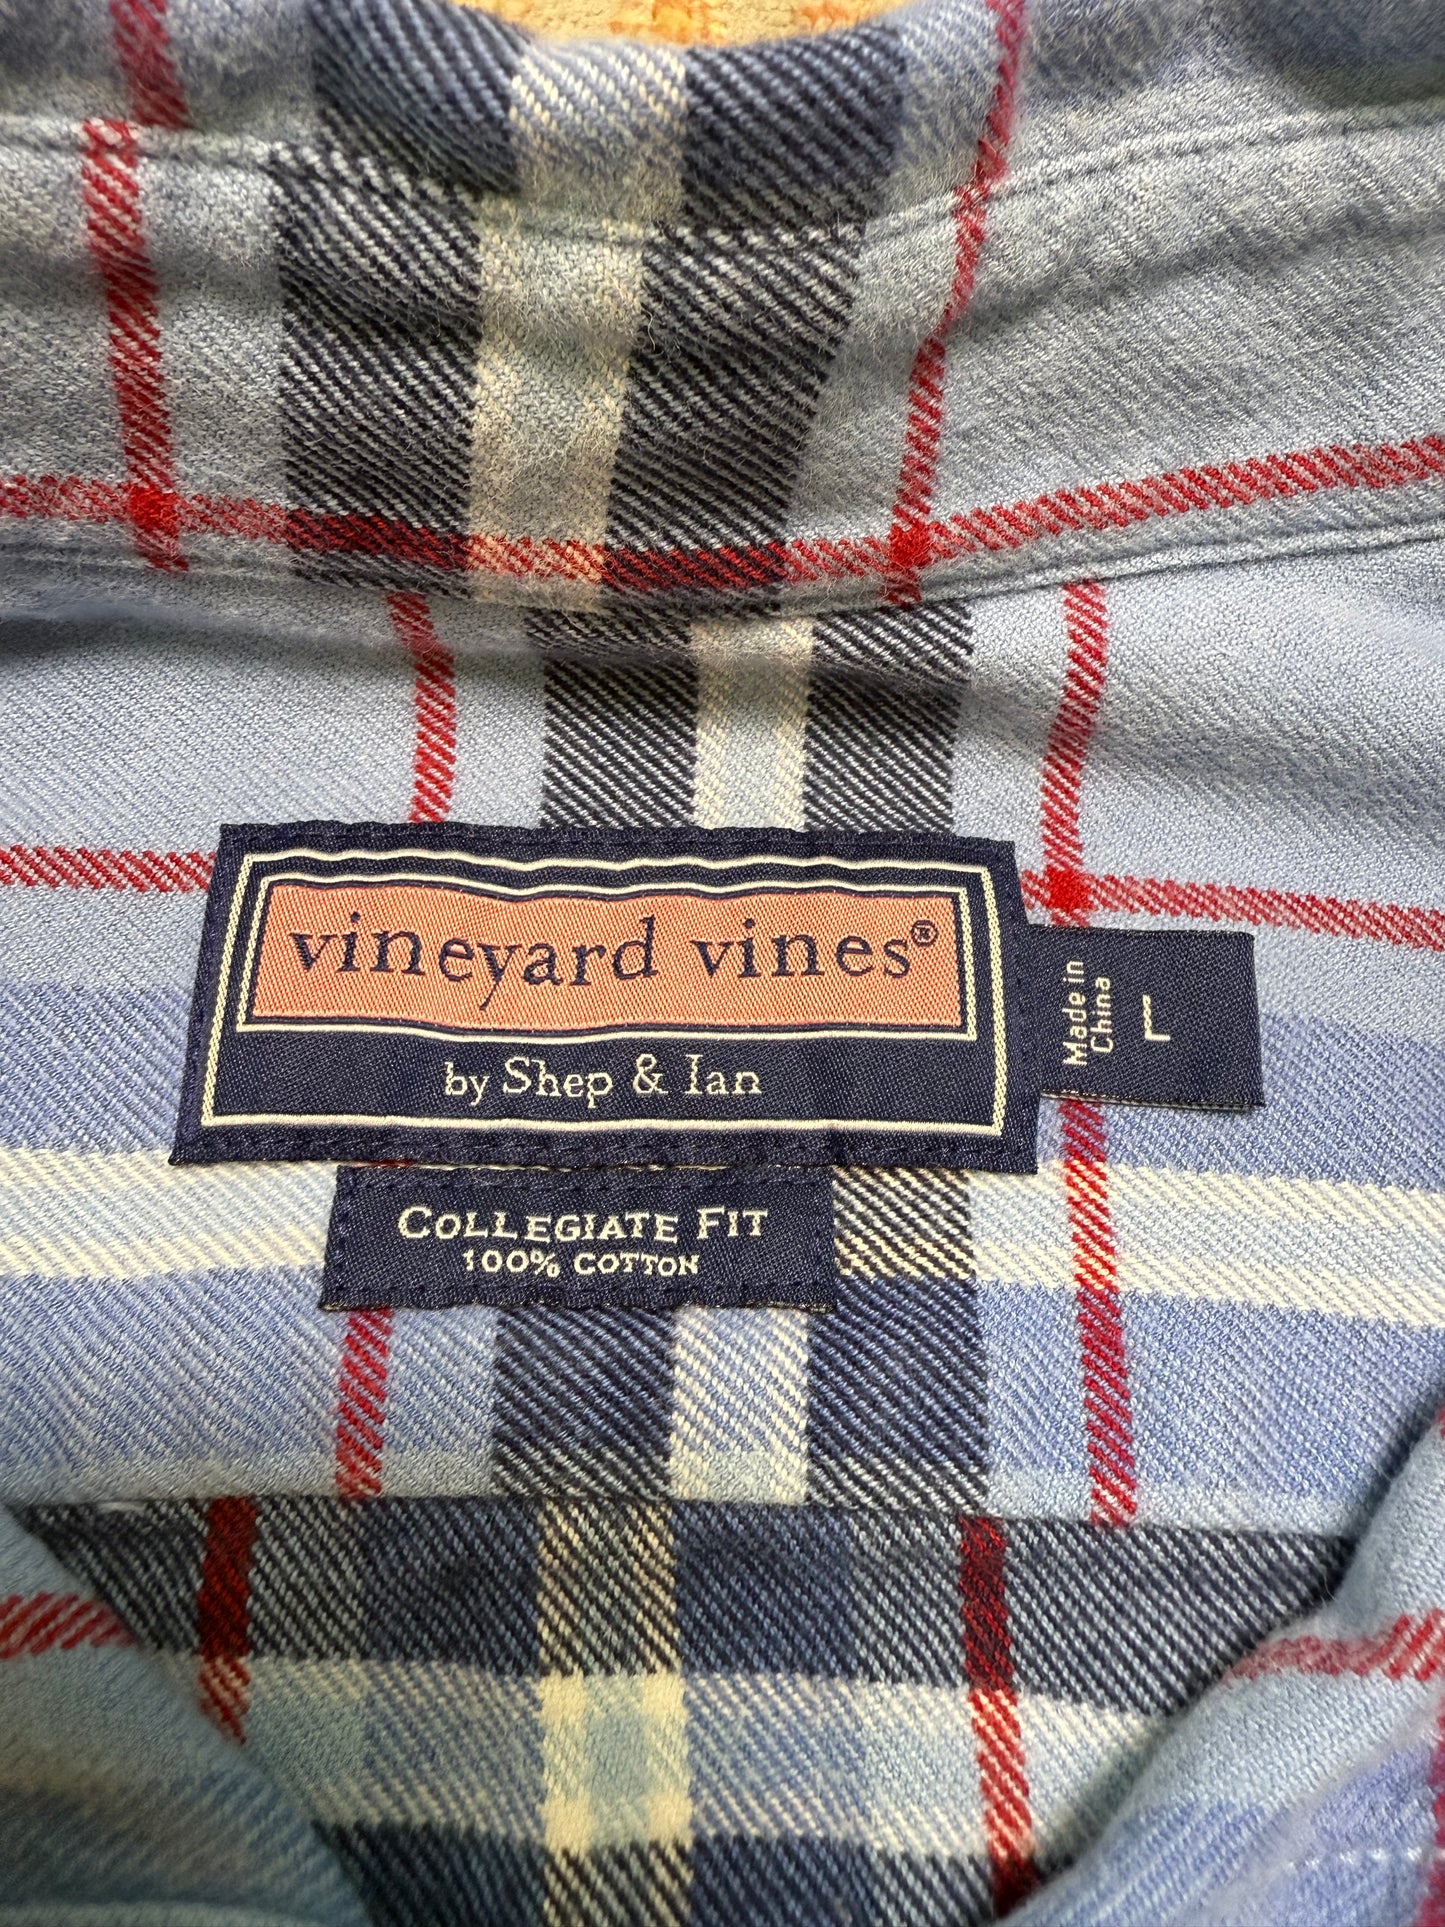 vineyard vines®
by Shep & Ian
Made in
China
L
COLLEGIATE FIT
100% COTTON